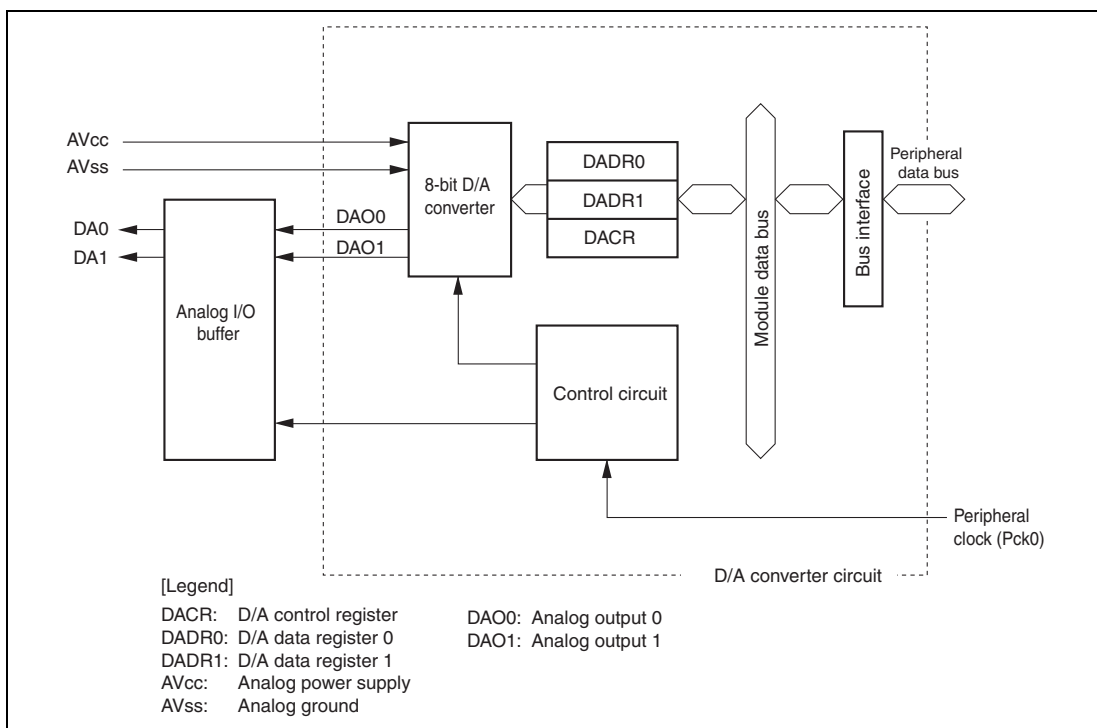 AVcc
AVss
8-bit D/A
converter
DADR0
DADR1
DACR
Module data bus
Bus interface
Peripheral
data bus
DA0
DA1
DAO0
DAO1
Analog I/O
buffer
Control circuit
Peripheral
clock (Pck0)
D/A converter circuit
[Legend]
DACR: D/A control register
DADR0: D/A data register 0
DADR1: D/A data register 1
AVcc: Analog power supply
AVss: Analog ground
DAO0: Analog output 0
DAO1: Analog output 1